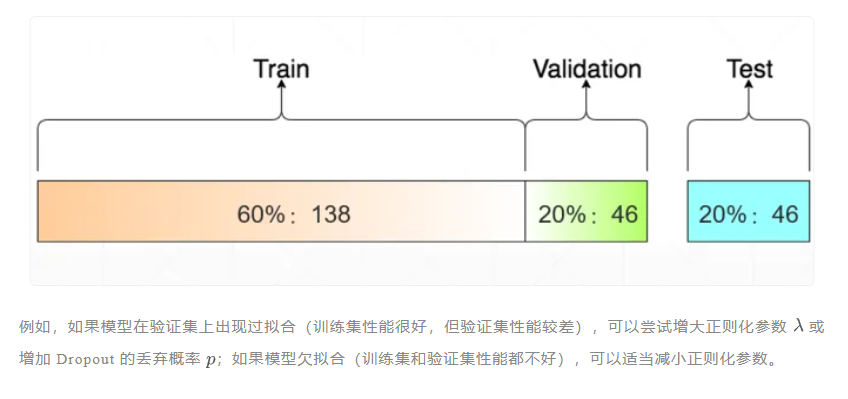 Train Validation Test
60%：138 20%：46 20%：46
例如，如果模型在验证集上出现过拟合（训练集性能很好，但验证集性能较差），可以尝试增大正则化参数 λ 或
增加 Dropout 的丢弃概率 p；如果模型欠拟合（训练集和验证集性能都不好），可以适当减小正则化参数。